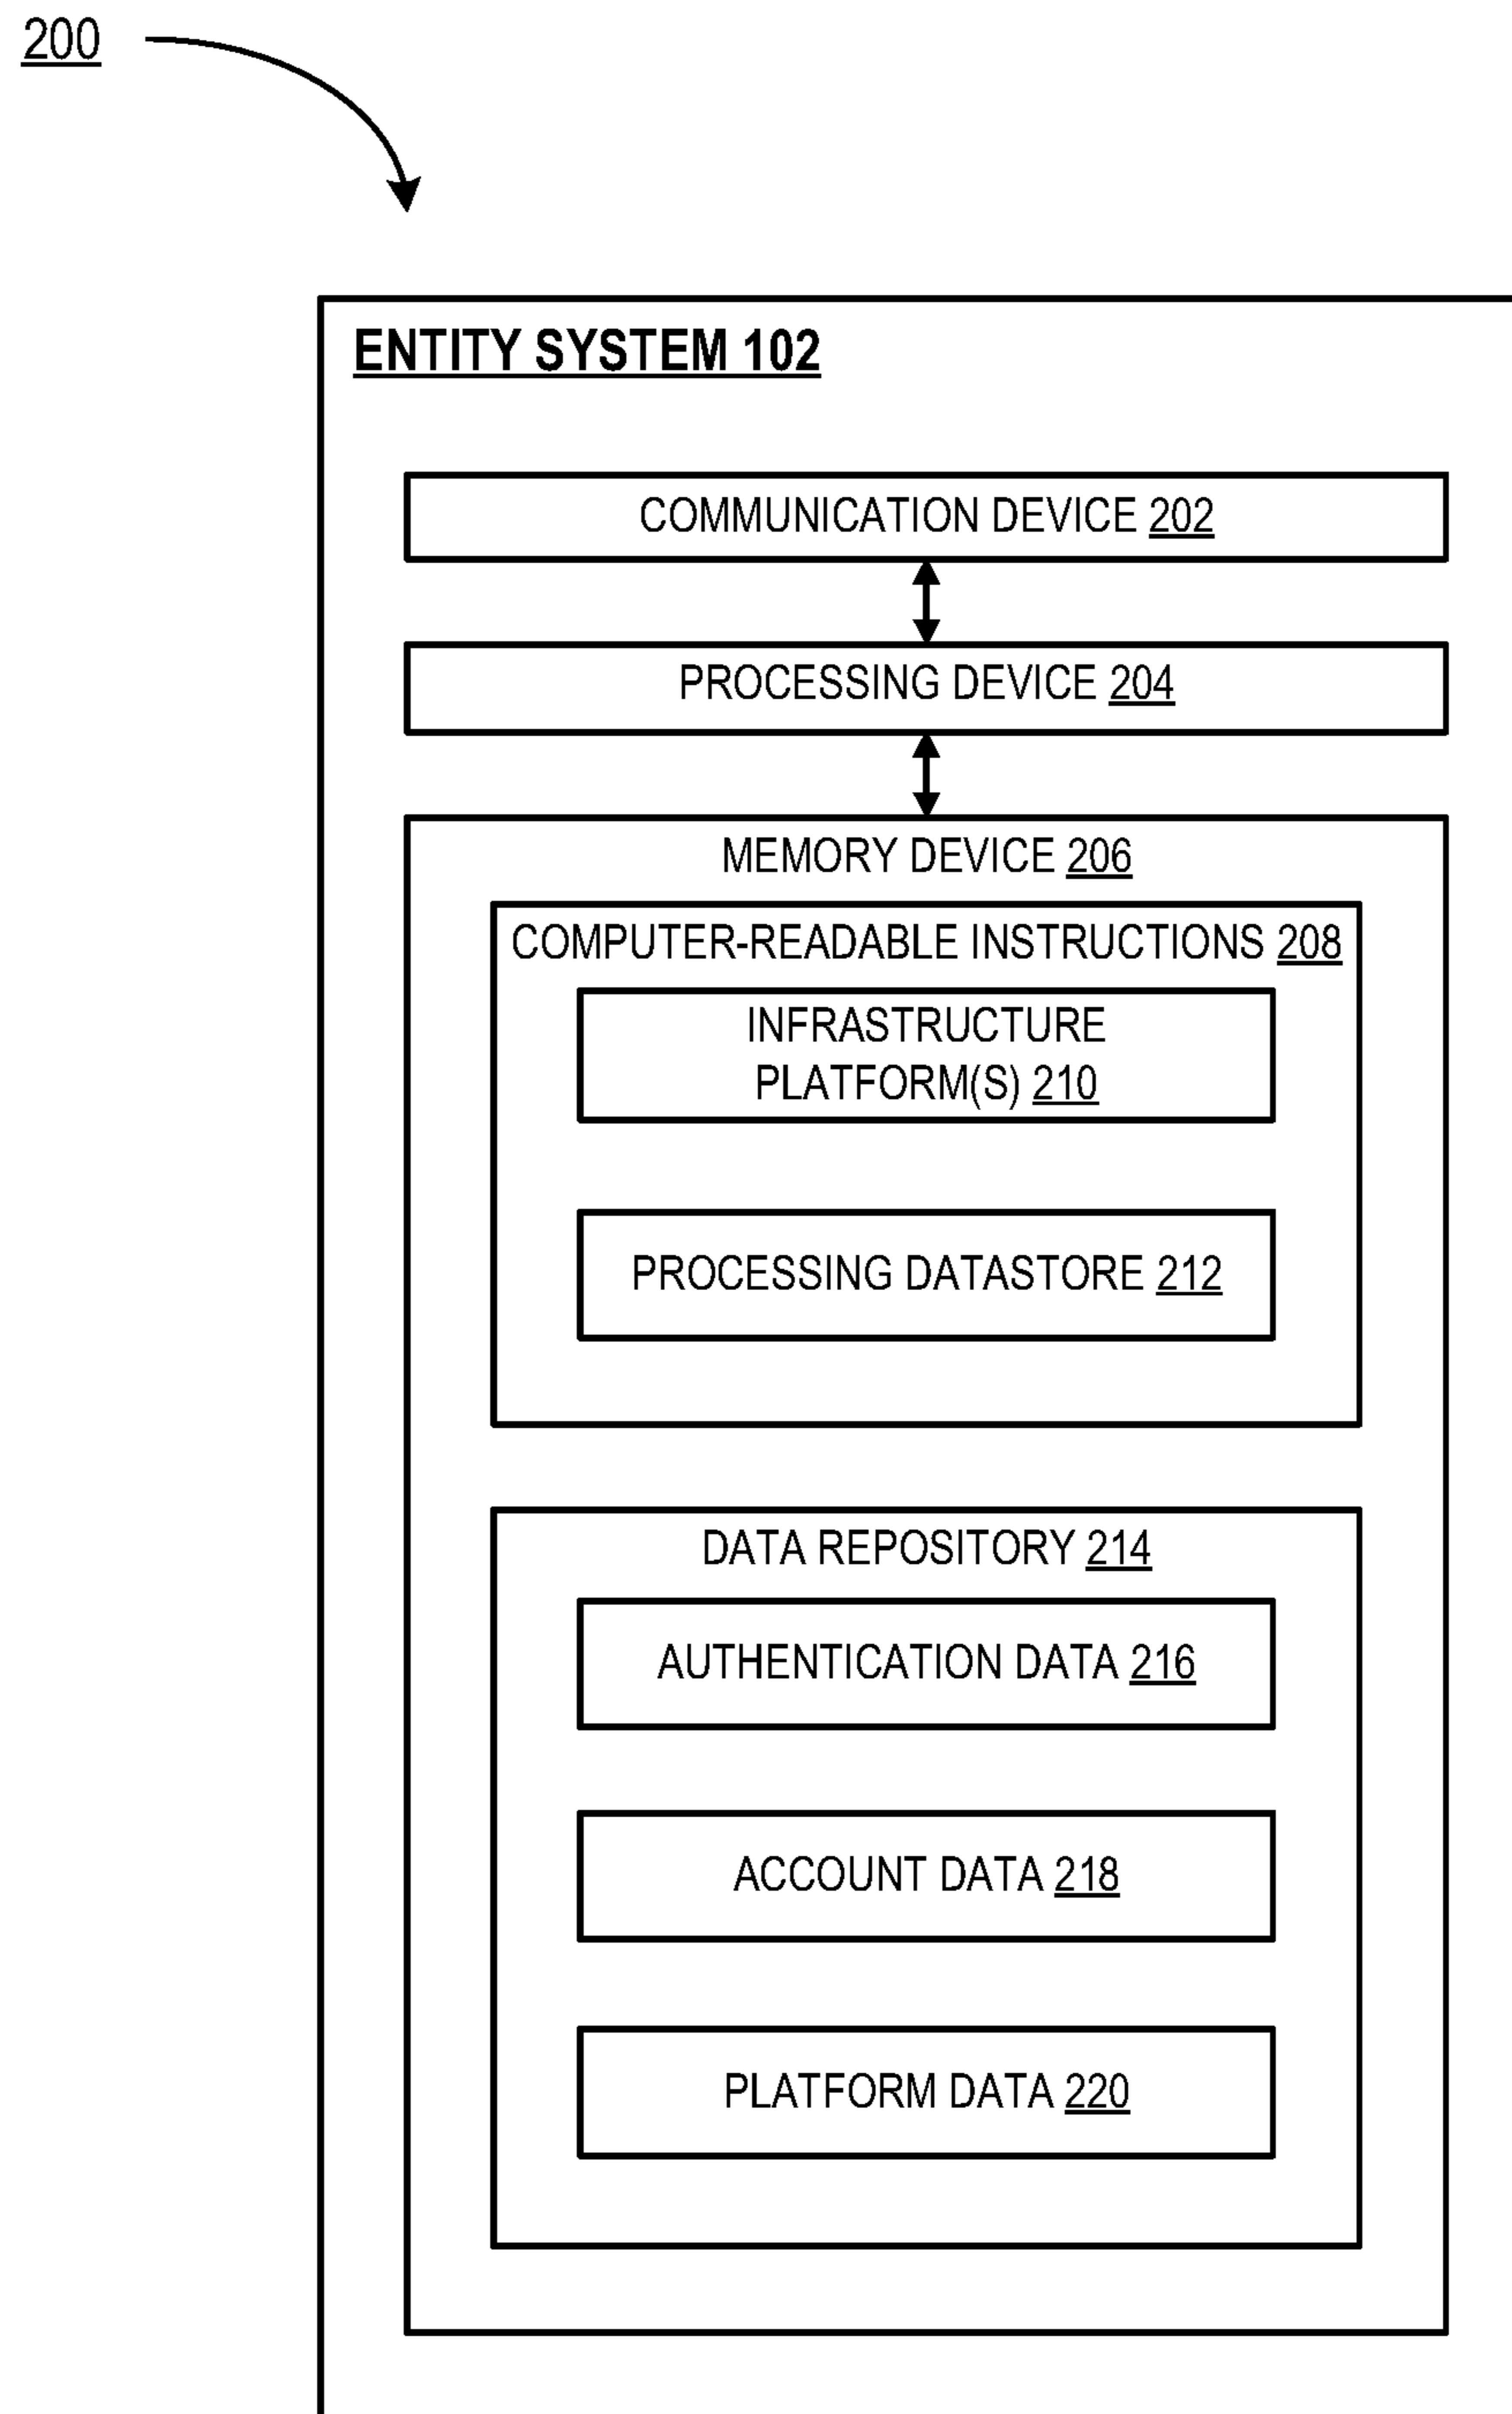 200
ENTITY SYSTEM 102
COMMUNICATION DEVICE 202
PROCESSING DEVICE 204
MEMORY DEVICE 206
COMPUTER-READABLE INSTRUCTIONS 208
INFRASTRUCTURE
PLATFORM(S) 210
PROCESSING DATASTORE 212
DATA REPOSITORY 214
AUTHENTICATION DATA 216
ACCOUNT DATA 218
PLATFORM DATA 220